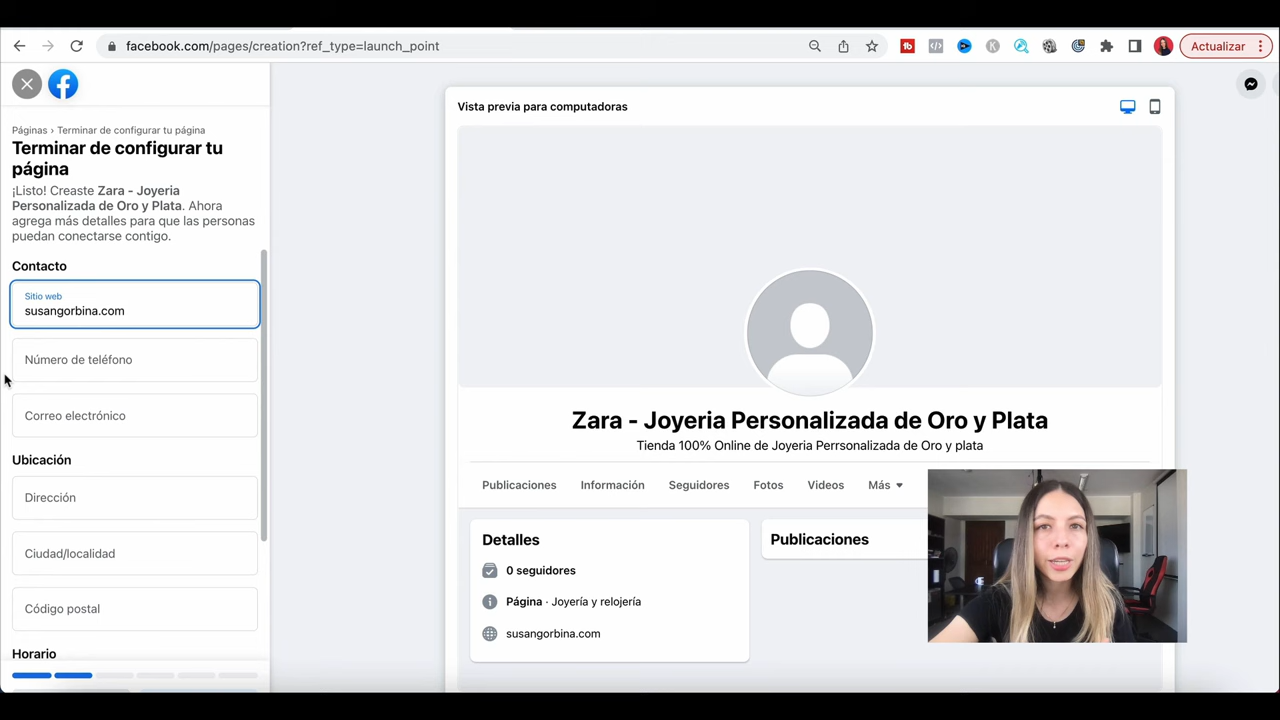 facebook.com/pages/creation?ref_type=launch_point
Actualizar
Páginas › Terminar de configurar tu página
Terminar de configurar tu
página
¡Listo! Creaste Zara - Joyeria
Personalizada de Oro y Plata. Ahora
agrega más detalles para que las personas
puedan conectarse contigo.
Contacto
Sitio web
susangorbina.com
Número de teléfono
Correo electrónico
Ubicación
Dirección
Ciudad/localidad
Código postal
Horario
Vista previa para computadoras
Zara - Joyeria Personalizada de Oro y Plata
Tienda 100% Online de Joyeria Perrsonalizada de Oro y plata
Publicaciones Información Seguidores Fotos Videos Más
Detalles
0 seguidores
Página · Joyería y relojería
susangorbina.com
Publicaciones